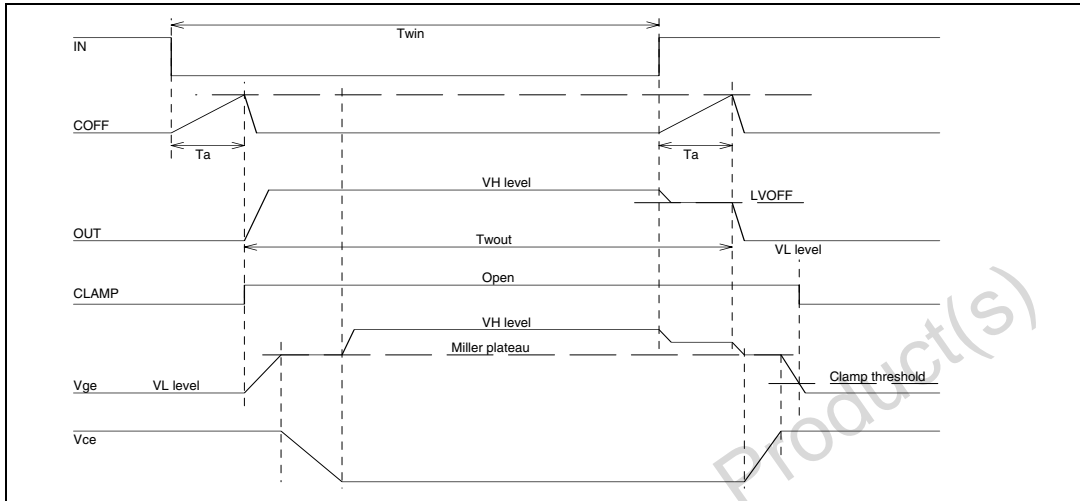 Twin
IN
COFF
Ta
Ta
VH level
LVOFF
OUT
Twout
VL level
Open
CLAMP
VH level
Miller plateau
Vge
VL level
Clamp threshold
Vce
Product(s)